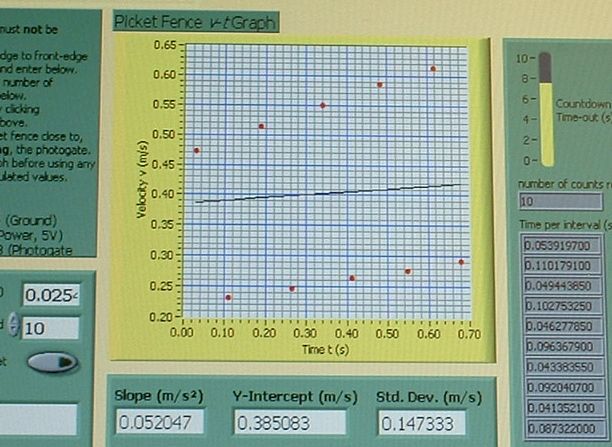 Picket Fence v-t Graph
must not be
edge to front-edge
and enter below.
number of
below.
clicking
above.
et fence close to,
ng, the photogate.
ph before using any
ulated values.
(Ground)
Power, 5V)
B (Photogate
0.0254
10
Velocity v (m/s)
0.65
0.60
0.55
0.50
0.45
0.40
0.35
0.30
0.25
0.20
0.00 0.10 0.20 0.30 0.40 0.50 0.60 0.70
Time t (s)
Slope (m/s²) Y-Intercept (m/s) Std. Dev. (m/s)
0.052047 0.385083 0.147333
10
8
6
4
2
0
Countdown
Time-out (s
number of counts r
10
Time per interval (s
0.053919700
0.110179100
0.049443850
0.102753250
0.046277850
0.096367900
0.043383550
0.092040700
0.041352100
0.087322000